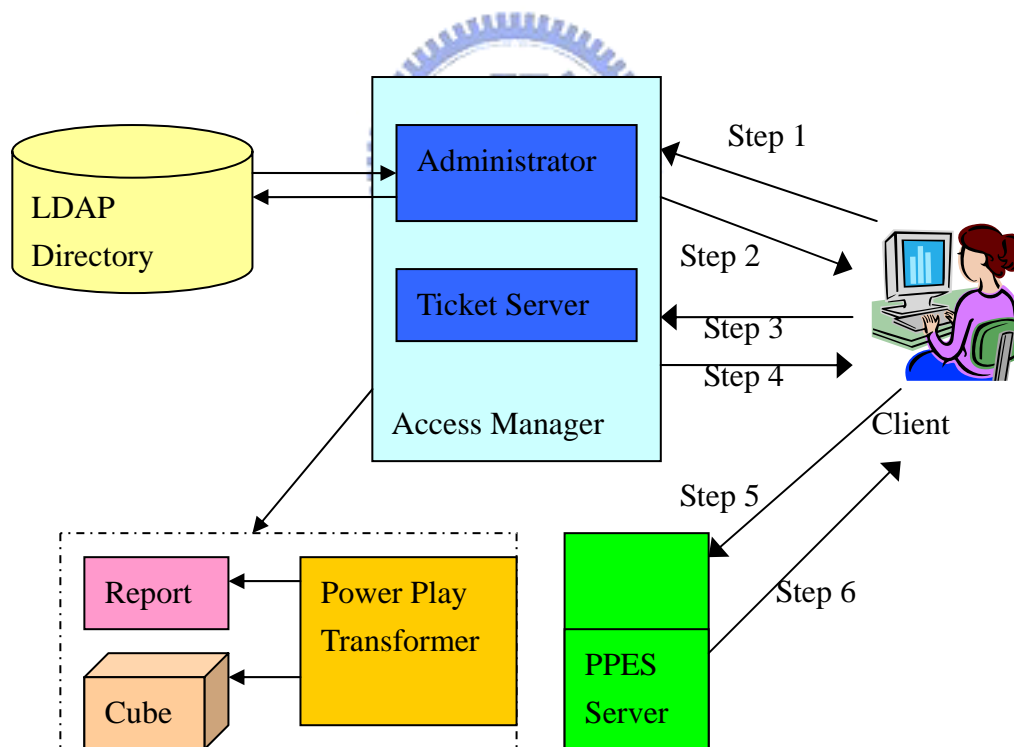 Step 1
Administrator
LDAP
Directory
Step 2
Ticket Server
Step 3
Step 4
Access Manager
Client
Step 5
Report
Power Play
Transformer
Step 6
Cube
PPES
Server